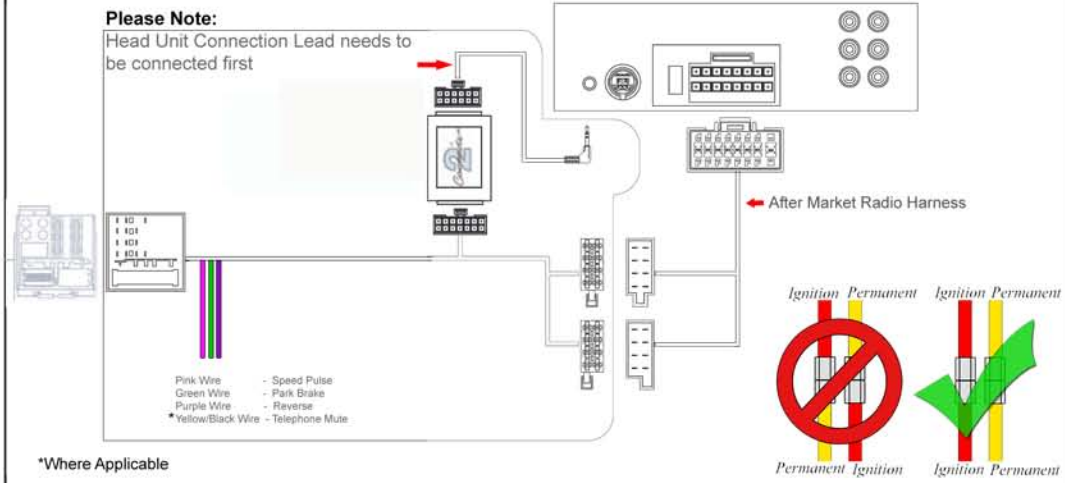 Please Note:
Head Unit Connection Lead needs to
be connected first
After Market Radio Harness
Ignition Permanent
Ignition Permanent
Pink Wire - Speed Pulse
Green Wire - Park Brake
Purple Wire - Reverse
*Yellow/Black Wire - Telephone Mute
*Where Applicable
Permanent Ignition
Ignition Permanent